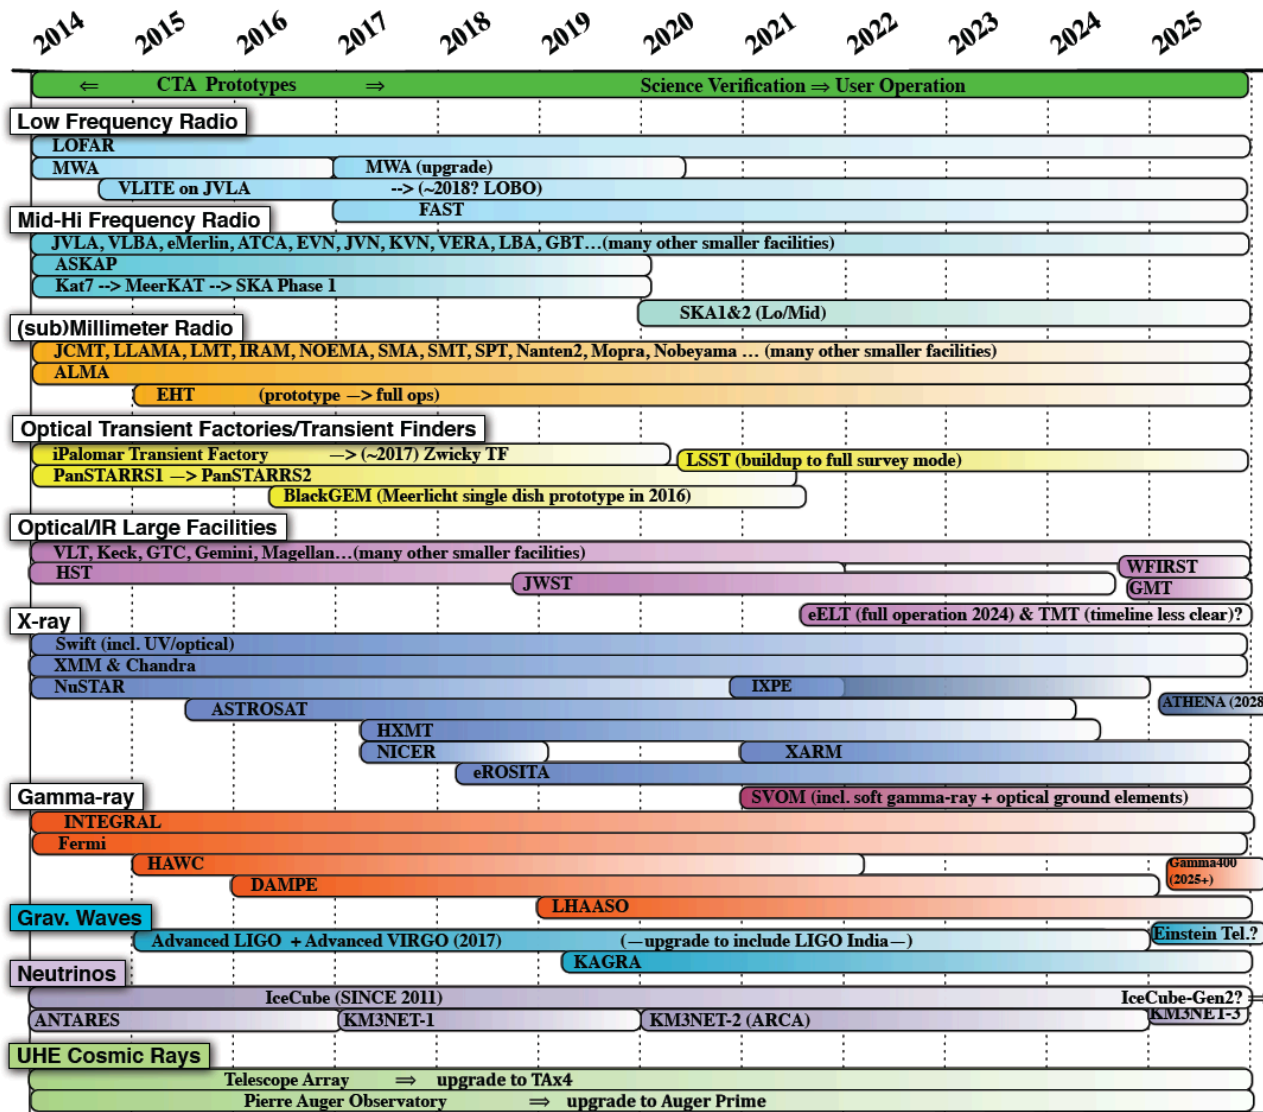 2014 2015 2016 2017 2018 2019 2020 2021 2022 2023 2024 2025
⇐ CTA Prototypes ⇒ Science Verification ⇒ User Operation
Low Frequency Radio
LOFAR
MWA MWA (upgrade)
VLITE on JVLA --> (~2018? LOBO)
FAST
Mid-Hi Frequency Radio
JVLA, VLBA, eMerlin, ATCA, EVN, JVN, KVN, VERA, LBA, GBT…(many other smaller facilities)
ASKAP
Kat7 --> MeerKAT --> SKA Phase 1
SKA1&2 (Lo/Mid)
(sub)Millimeter Radio
JCMT, LLAMA, LMT, IRAM, NOEMA, SMA, SMT, SPT, Nanten2, Mopra, Nobeyama … (many other smaller facilities)
ALMA
EHT (prototype —> full ops)
Optical Transient Factories/Transient Finders
iPalomar Transient Factory —> (~2017) Zwicky TF
LSST (buildup to full survey mode)
PanSTARRS1 —> PanSTARRS2
BlackGEM (Meerlicht single dish prototype in 2016)
Optical/IR Large Facilities
VLT, Keck, GTC, Gemini, Magellan…(many other smaller facilities)
HST WFIRST
JWST GMT
eELT (full operation 2024) & TMT (timeline less clear)?
X-ray
Swift (incl. UV/optical)
XMM & Chandra
NuSTAR IXPE
ATHENA (2028
ASTROSAT
HXMT
NICER XARM
eROSITA
Gamma-ray
SVOM (incl. soft gamma-ray + optical ground elements)
INTEGRAL
Fermi
HAWC Gamma400
(2025+)
DAMPE
LHAASO
Grav. Waves
Advanced LIGO + Advanced VIRGO (2017) (—upgrade to include LIGO India—) Einstein Tel.?
KAGRA
Neutrinos
IceCube (SINCE 2011) IceCube-Gen2? ⇒
ANTARES KM3NET-1 KM3NET-2 (ARCA) KM3NET-3
UHE Cosmic Rays
Telescope Array ⇒ upgrade to TAx4
Pierre Auger Observatory ⇒ upgrade to Auger Prime